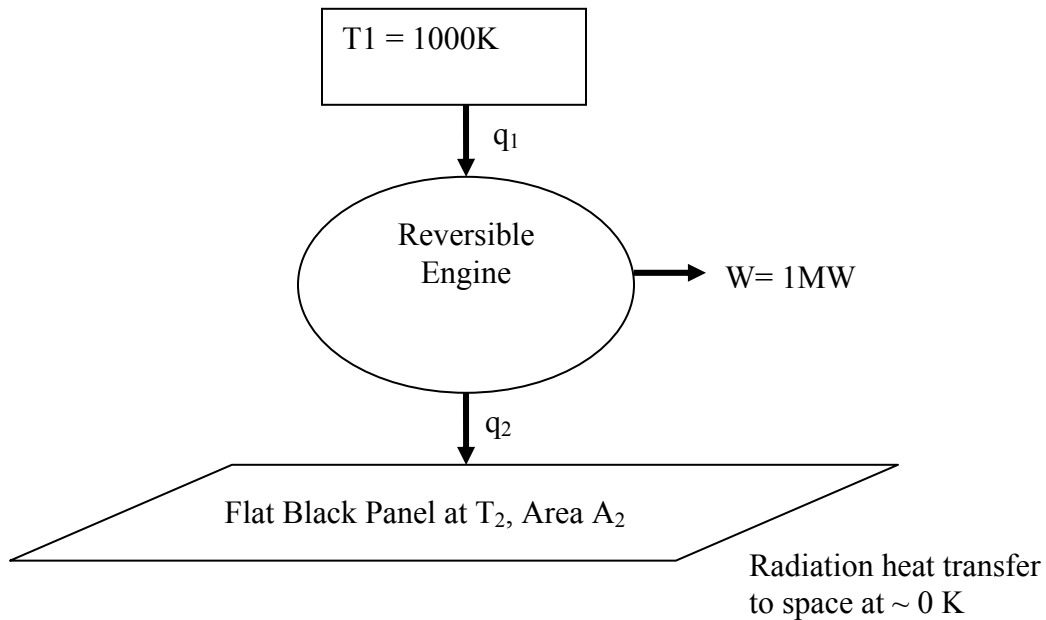 T1 = 1000K
q₁
Reversible
Engine
W= 1MW
q₂
Flat Black Panel at T₂, Area A₂
Radiation heat transfer
to space at ~ 0 K